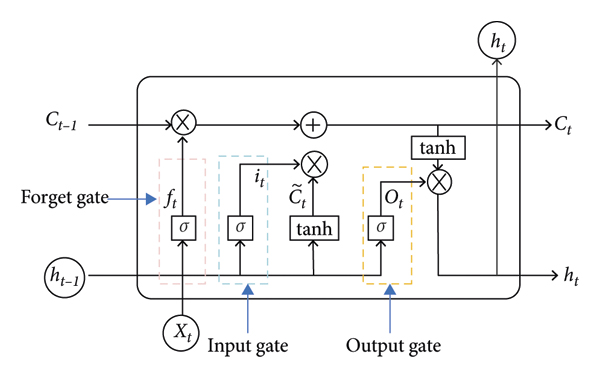 h_t
C_{t–1}
C_t
tanh
i_t
C̃_t
O_t
f_t
Forget gate
σ
σ
tanh
σ
h_{t–1}
h_t
X_t
Input gate
Output gate